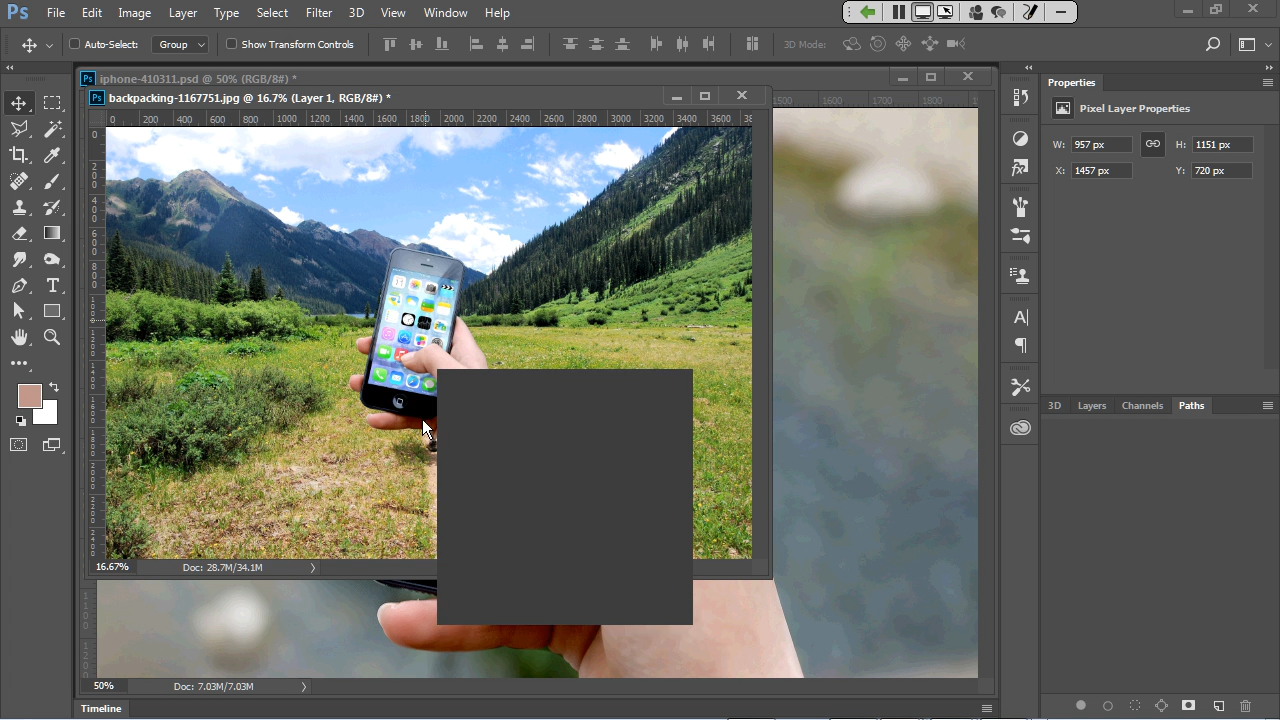 Ps File Edit Image Layer Type Select Filter 3D View Window Help
Auto-Select: Group Show Transform Controls 3D Mode:
Ps iphone-410311.psd @ 50% (RGB/8#) *
Ps backpacking-1167751.jpg @ 16.7% (Layer 1, RGB/8#) *
1500 1600 1700 1800
0 200 400 600 800 1000 1200 1400 1600 1800 2000 2200 2400 2600 2800 3000 3200 3400 3600
Properties
Pixel Layer Properties
W: 957 px H: 1151 px
X: 1457 px Y: 720 px
3D Layers Channels Paths
16.67% Doc: 28.7M/34.1M
50% Doc: 7.03M/7.03M
Timeline